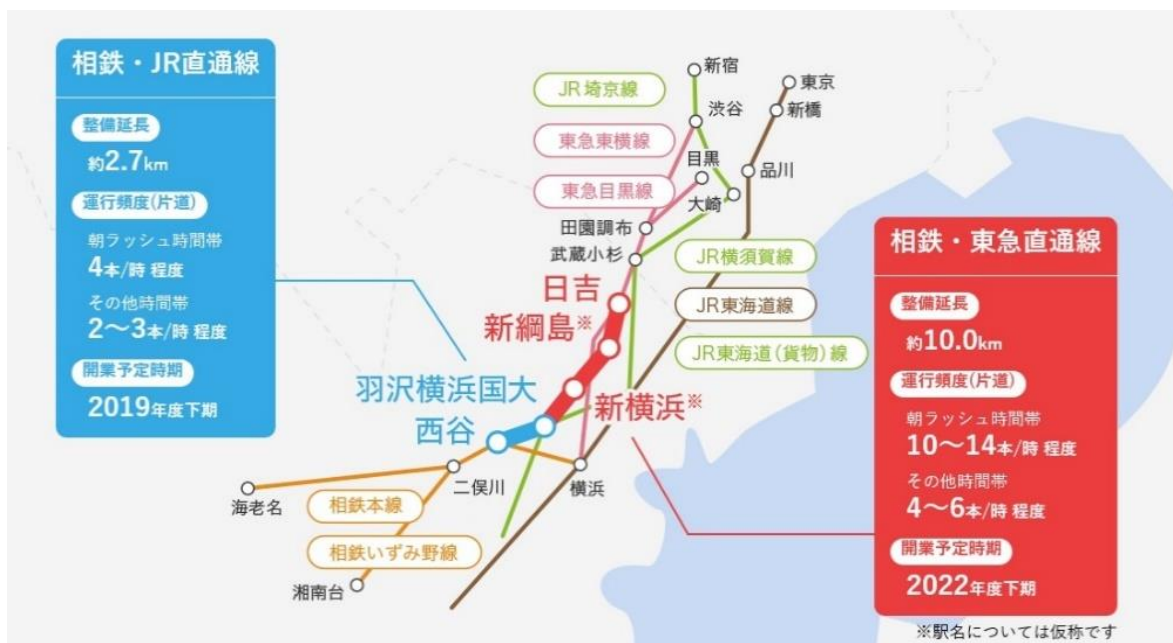 相鉄・JR直通線
整備延長
約2.7km
運行頻度(片道)
朝ラッシュ時間帯
4本/時 程度
その他時間帯
2〜3本/時 程度
開業予定時期
2019年度下期
JR埼京線
東急東横線
東急目黒線
新宿
渋谷
目黒
大崎
東京
新橋
品川
田園調布
武蔵小杉
日吉
新綱島※
羽沢横浜国大
西谷
新横浜※
JR横須賀線
JR東海道線
JR東海道(貨物)線
二俣川
横浜
海老名
相鉄本線
相鉄いずみ野線
湘南台
相鉄・東急直通線
整備延長
約10.0km
運行頻度(片道)
朝ラッシュ時間帯
10〜14本/時 程度
その他時間帯
4〜6本/時 程度
開業予定時期
2022年度下期
※駅名については仮称です